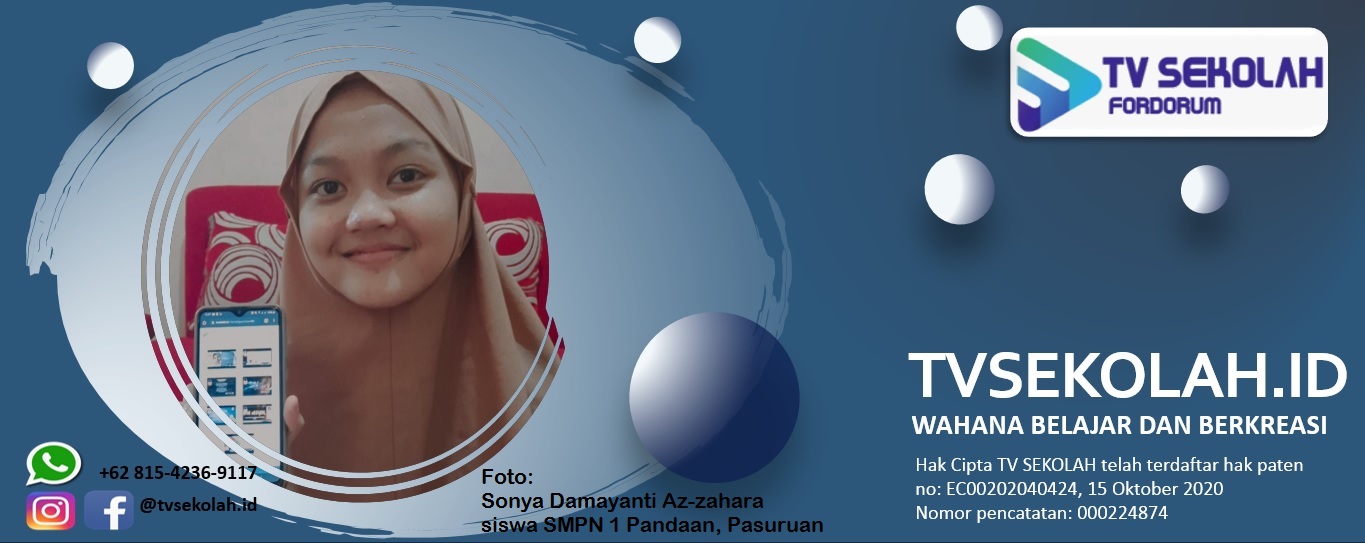 TV SEKOLAH
FORDORUM
TVSEKOLAH.ID
WAHANA BELAJAR DAN BERKREASI
Hak Cipta TV SEKOLAH telah terdaftar hak paten
no: EC00202040424, 15 Oktober 2020
Nomor pencatatan: 000224874
+62 815-4236-9117
@tvsekolah.id
Foto:
Sonya Damayanti Az-zahara
siswa SMPN 1 Pandaan, Pasuruan